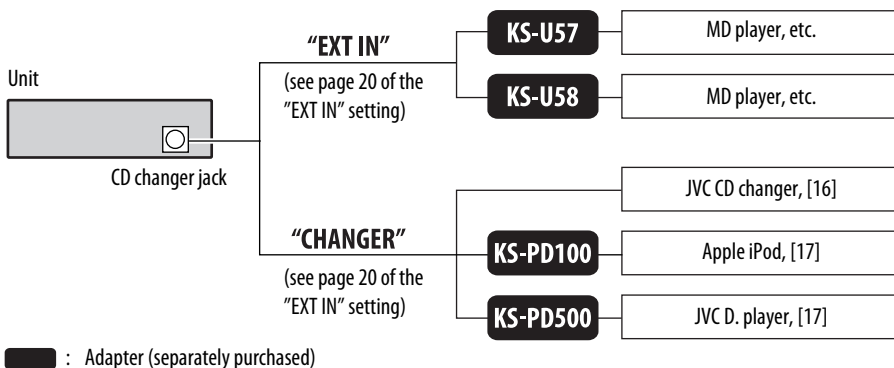 Unit
CD changer jack
“EXT IN”
(see page 20 of the
”EXT IN” setting)
KS-U57
MD player, etc.
KS-U58
MD player, etc.
“CHANGER”
(see page 20 of the
”EXT IN” setting)
JVC CD changer, [16]
KS-PD100
Apple iPod, [17]
KS-PD500
JVC D. player, [17]
: Adapter (separately purchased)